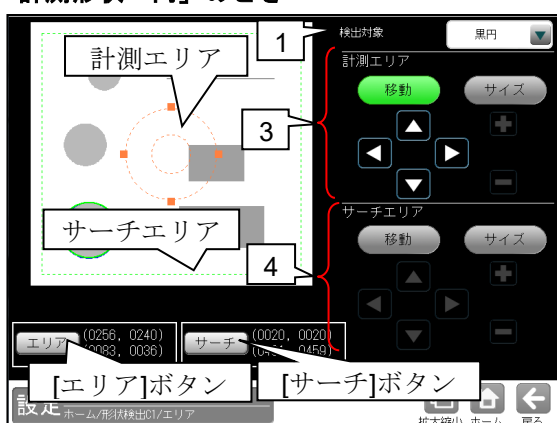 1
検出対象
黒円
計測エリア
計測エリア
移動
サイズ
3
サーチエリア
サーチエリア
移動
サイズ
4
エリア
(0256, 0240)
サーチ
(0020, 0020)
[エリア]ボタン
[サーチ]ボタン
設定
ホーム/形状検出C1/エリア
拡大縮小
ホーム
戻る